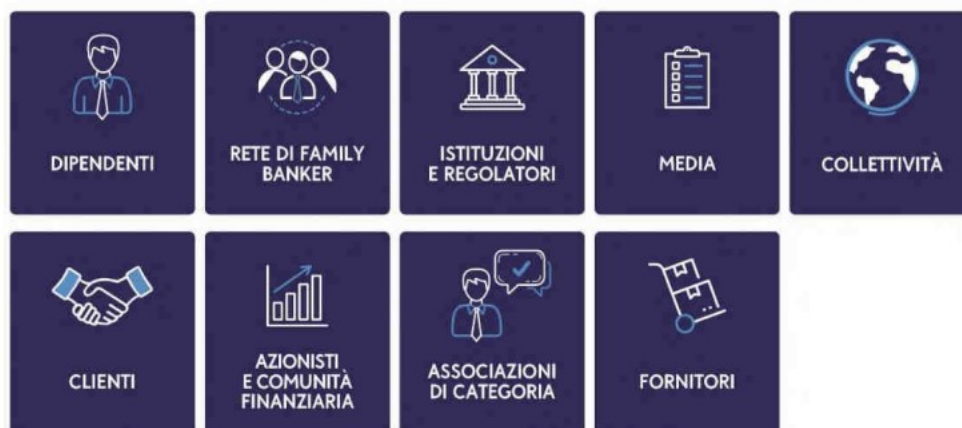 DIPENDENTI
RETE DI FAMILY
BANKER
ISTITUZIONI
E REGOLATORI
MEDIA
COLLETTIVITÀ
CLIENTI
AZIONISTI
E COMUNITÀ
FINANZIARIA
ASSOCIAZIONI
DI CATEGORIA
FORNITORI